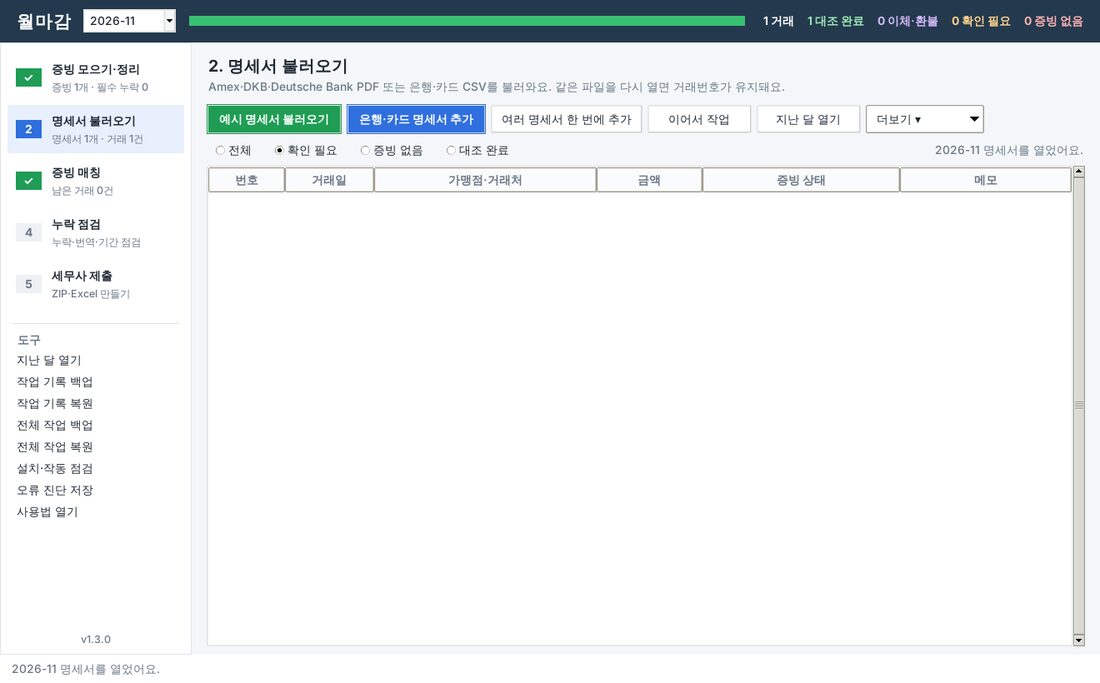 월마감 2026-11 1 거래 1 대조 완료 0 이체·환불 0 확인 필요 0 증빙 없음
증빙 모으기·정리
증빙 1개 · 필수 누락 0
2 명세서 불러오기
명세서 1개 · 거래 1건
증빙 매칭
남은 거래 0건
4 누락 점검
누락·번역·기간 점검
5 세무사 제출
ZIP·Excel 만들기
도구
지난 달 열기
작업 기록 백업
작업 기록 복원
전체 작업 백업
전체 작업 복원
설치·작동 점검
오류 진단 저장
사용법 열기
v1.3.0
2. 명세서 불러오기
Amex·DKB·Deutsche Bank PDF 또는 은행·카드 CSV를 불러와요. 같은 파일을 다시 열면 거래번호가 유지돼요.
예시 명세서 불러오기 은행·카드 명세서 추가 여러 명세서 한 번에 추가 이어서 작업 지난 달 열기 더보기 ▾
전체 확인 필요 증빙 없음 대조 완료 2026-11 명세서를 열었어요.
번호 거래일 가맹점·거래처 금액 증빙 상태 메모
2026-11 명세서를 열었어요.